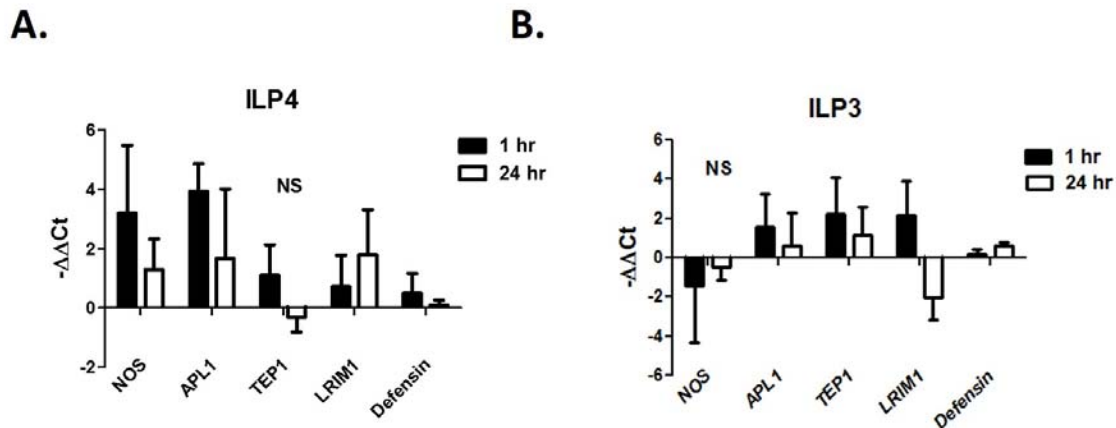 A.
ILP4
6
4
2
0
-2
-ΔΔCt
NS
1 hr
24 hr
NOS
APL1
TEP1
LRIM1
Defensin
B.
ILP3
6
4
2
0
-2
-4
-6
-ΔΔCt
NS
1 hr
24 hr
NOS
APL1
TEP1
LRIM1
Defensin